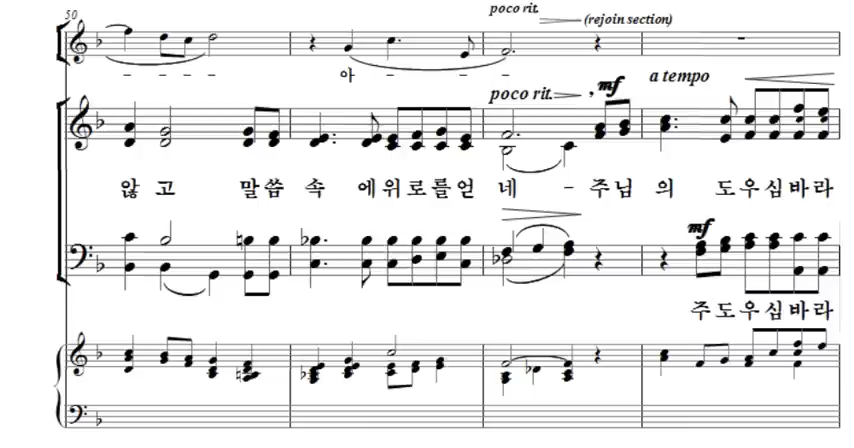 50
poco rit.
(rejoin section)
- - - - 아 - - - -
poco rit.
, mf
a tempo
않 고 말 씀 속 에 위 로 를 얻 네 - 주 님 의 도 우 심 바 라
mf
주 도 우 심 바 라